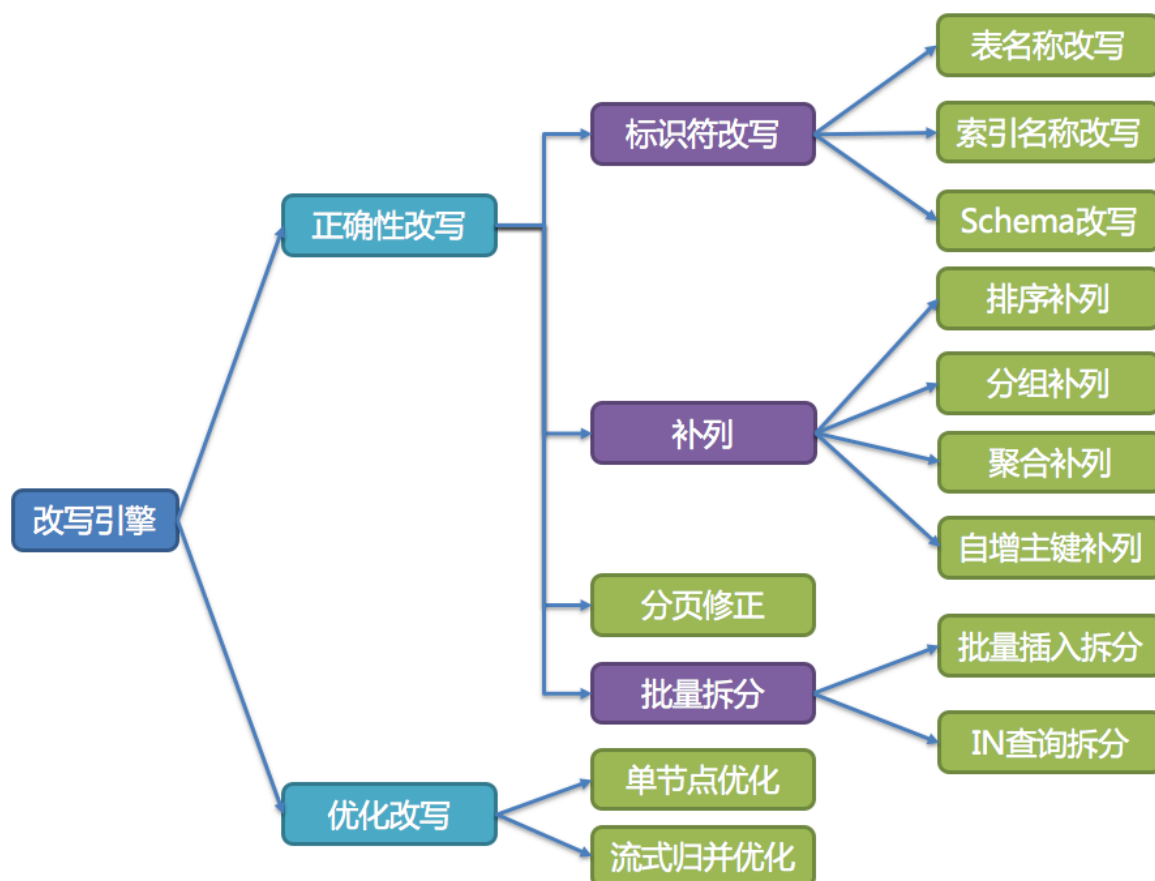 改写引擎
正确性改写
标识符改写
表名称改写
索引名称改写
Schema改写
补列
排序补列
分组补列
聚合补列
自增主键补列
分页修正
批量拆分
批量插入拆分
IN查询拆分
优化改写
单节点优化
流式归并优化